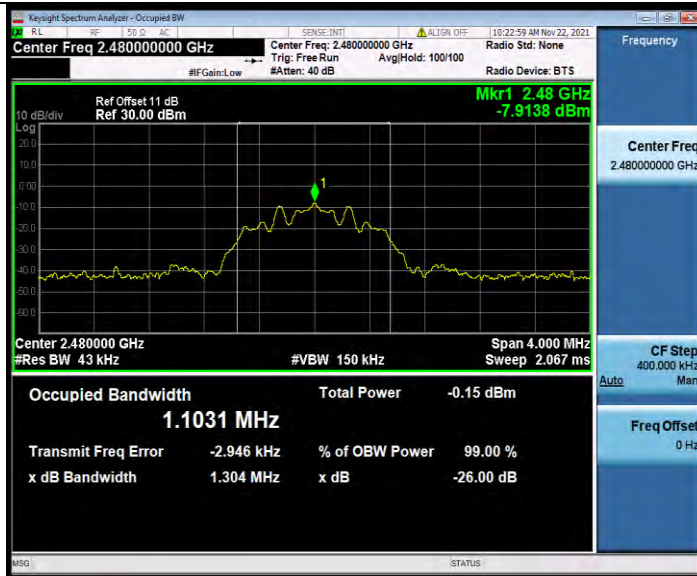 Keysight Spectrum Analyzer - Occupied BW
RL RF 50 Ω AC SENSE:INT ALIGN OFF 10:22:59 AM Nov 22, 2021
Center Freq 2.480000000 GHz
Center Freq: 2.480000000 GHz
Radio Std: None
Trig: Free Run Avg|Hold: 100/100
#IFGain:Low #Atten: 40 dB Radio Device: BTS
Frequency
Ref Offset 11 dB
Mkr1 2.48 GHz
10 dB/div Ref 30.00 dBm
-7.9138 dBm
Log
20.0
10.0
0.00
-10.0
-20.0
-30.0
-40.0
-50.0
-60.0
1
Center 2.480000 GHz
Span 4.000 MHz
#Res BW 43 kHz #VBW 150 kHz Sweep 2.067 ms
Center Freq
2.480000000 GHz
CF Step
400.000 kHz
Auto Man
Freq Offset
0 Hz
Occupied Bandwidth
1.1031 MHz
Total Power -0.15 dBm
Transmit Freq Error -2.946 kHz % of OBW Power 99.00 %
x dB Bandwidth 1.304 MHz x dB -26.00 dB
MSG STATUS